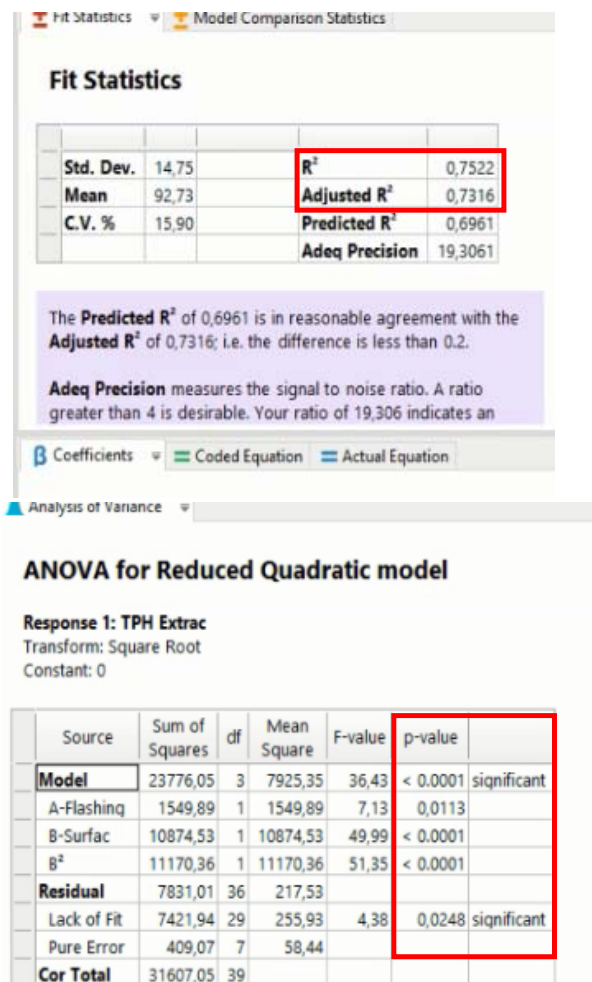 Fit Statistics Model Comparison Statistics
Fit Statistics
Std. Dev. 14,75 R² 0,7522
Mean 92,73 Adjusted R² 0,7316
C.V. % 15,90 Predicted R² 0,6961
Adeq Precision 19,3061
The Predicted R² of 0,6961 is in reasonable agreement with the
Adjusted R² of 0,7316; i.e. the difference is less than 0.2.
Adeq Precision measures the signal to noise ratio. A ratio
greater than 4 is desirable. Your ratio of 19,306 indicates an
β Coefficients Coded Equation Actual Equation
Analysis of Variance
ANOVA for Reduced Quadratic model
Response 1: TPH Extrac
Transform: Square Root
Constant: 0
Source Sum of Squares df Mean Square F-value p-value
Model 23776,05 3 7925,35 36,43 < 0.0001 significant
A-Flashing 1549,89 1 1549,89 7,13 0,0113
B-Surfac 10874,53 1 10874,53 49,99 < 0.0001
B² 11170,36 1 11170,36 51,35 < 0.0001
Residual 7831,01 36 217,53
Lack of Fit 7421,94 29 255,93 4,38 0,0248 significant
Pure Error 409,07 7 58,44
Cor Total 31607,05 39